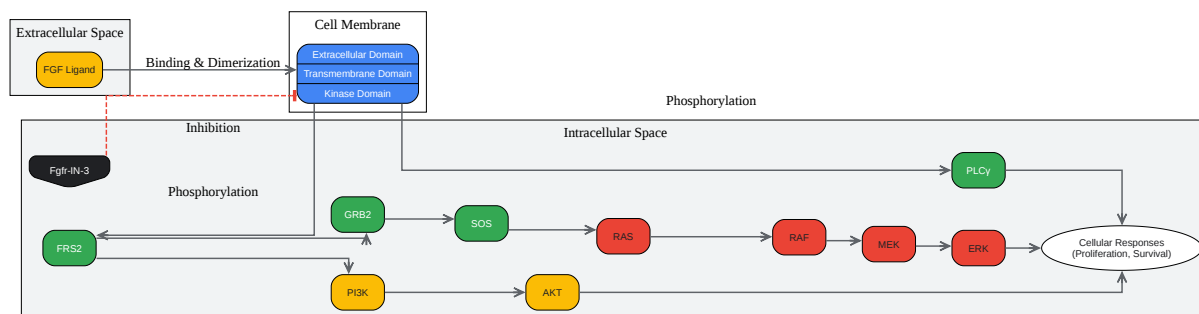 Extracellular Space
FGF Ligand
Binding & Dimerization
Cell Membrane
Extracellular Domain
Transmembrane Domain
Kinase Domain
Phosphorylation
Inhibition
Intracellular Space
Fgfr-IN-3
PLCγ
Phosphorylation
GRB2
SOS
FRS2
RAS
RAF
MEK
ERK
Cellular Responses
(Proliferation, Survival)
PI3K
AKT